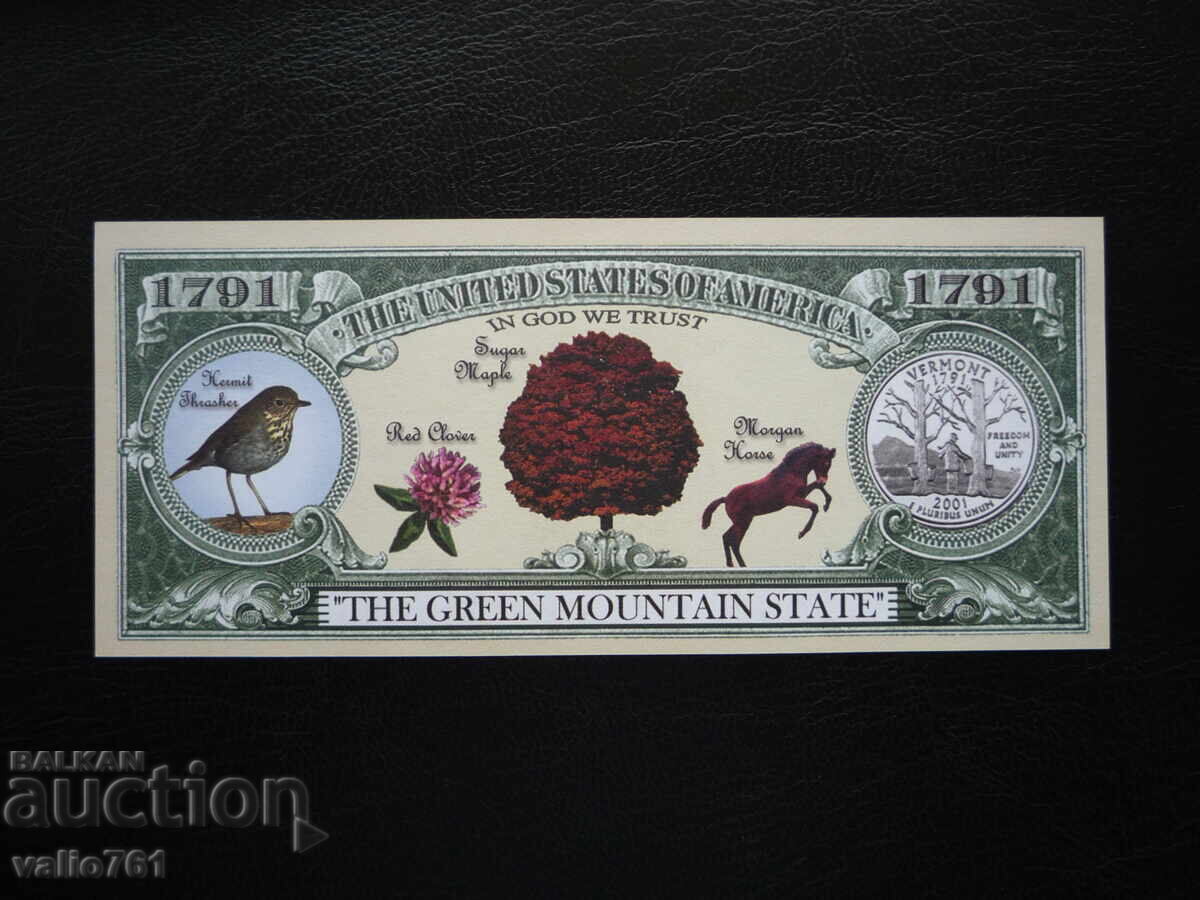 1791
THE UNITED STATES OF AMERICA
1791
IN GOD WE TRUST
Hermit
Thrasher
Sugar
Maple
Red Clover
Morgan
Horse
VERMONT
1791
FREEDOM
AND
UNITY
2001
E PLURIBUS UNUM
"THE GREEN MOUNTAIN STATE"
BALKAN
auction
valio761